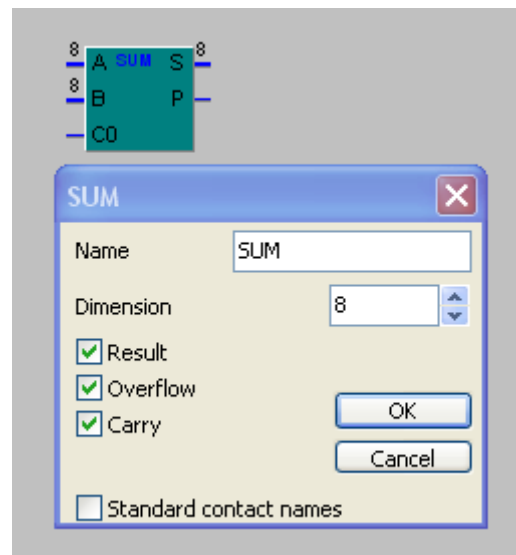 8 A SUM S 8
8 B P
C0
SUM
Name SUM
Dimension 8
Result
Overflow
Carry
OK
Cancel
Standard contact names